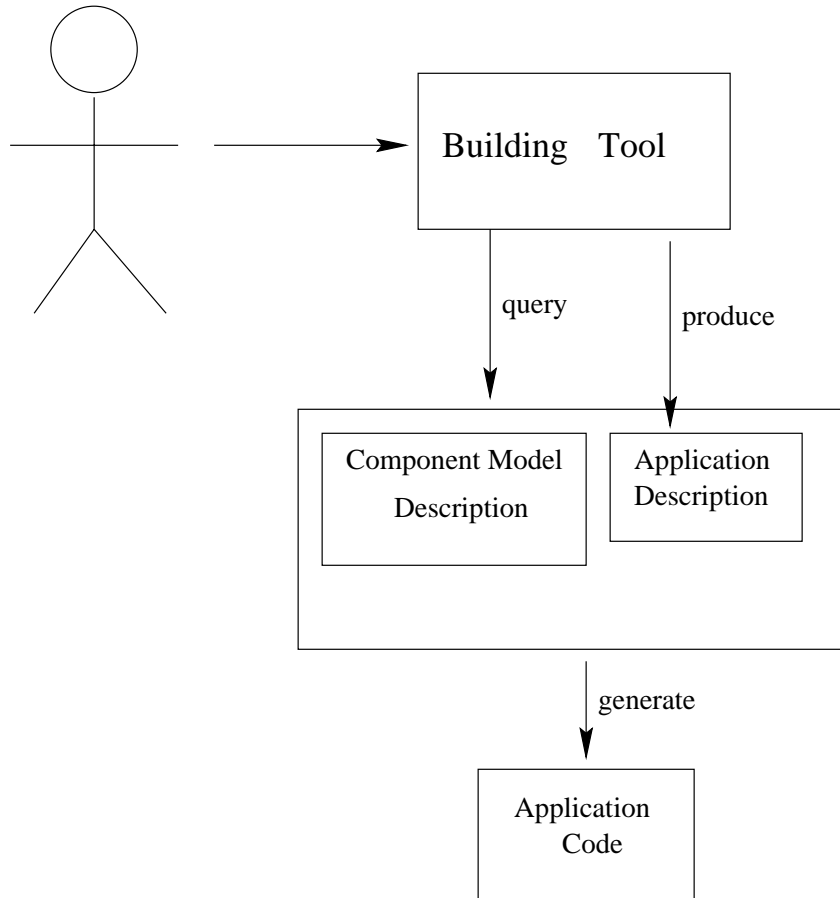 Building Tool
query
produce
Component Model
Description
Application
Description
generate
Application
Code